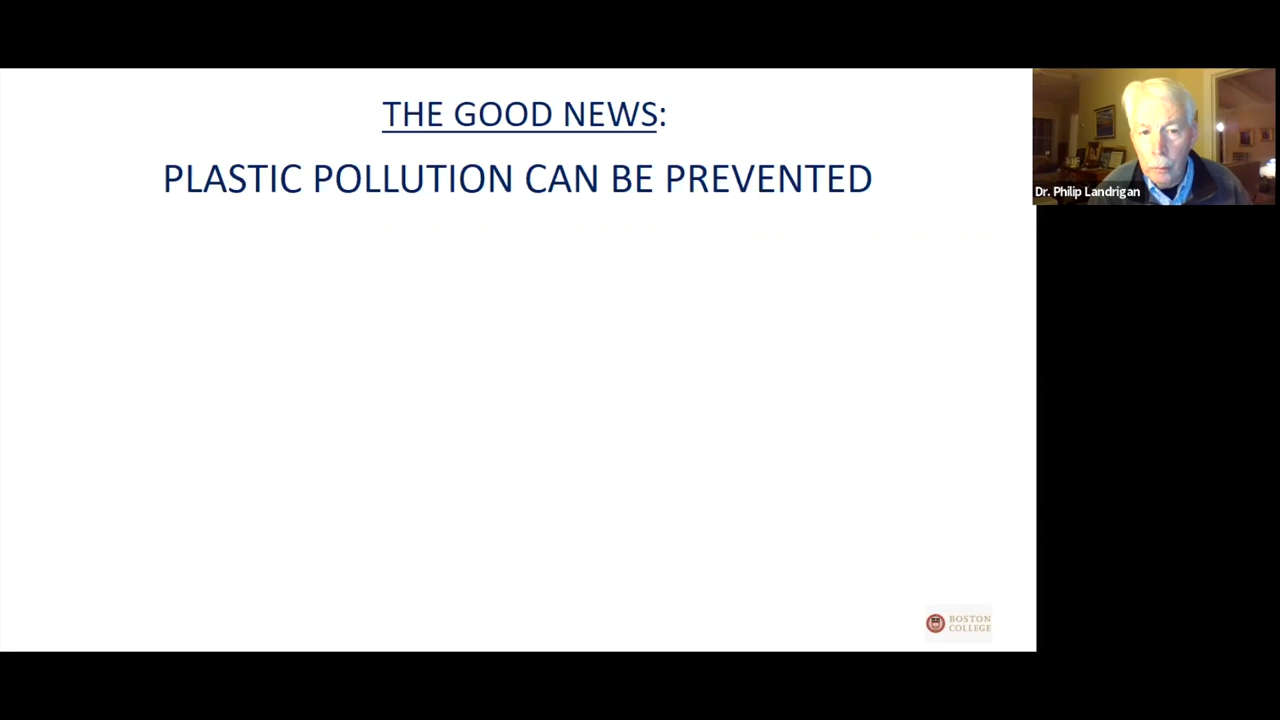 THE GOOD NEWS:
PLASTIC POLLUTION CAN BE PREVENTED
Dr. Philip Landrigan
BOSTON
COLLEGE